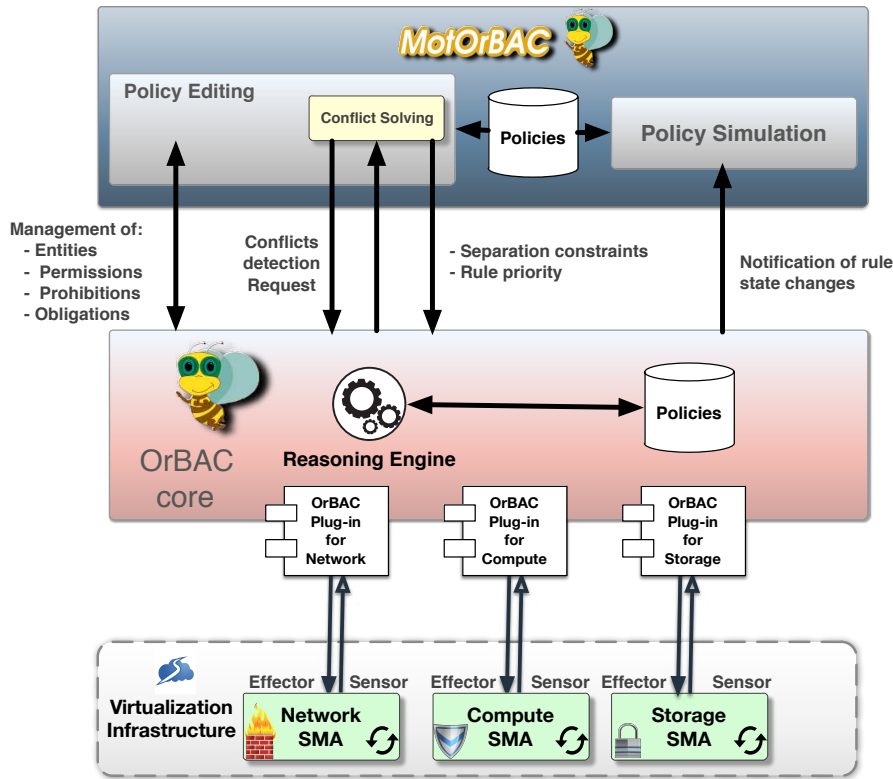 MotOrBAC
Policy Editing
Conflict Solving
Policies
Policy Simulation
Management of:
- Entities
- Permissions
- Prohibitions
- Obligations
Conflicts
detection
Request
- Separation constraints
- Rule priority
Notification of rule
state changes
OrBAC
core
Reasoning Engine
Policies
OrBAC
Plug-in
for
Network
OrBAC
Plug-in
for
Compute
OrBAC
Plug-in
for
Storage
Virtualization
Infrastructure
Effector
Sensor
Network
SMA
Effector
Sensor
Compute
SMA
Effector
Sensor
Storage
SMA